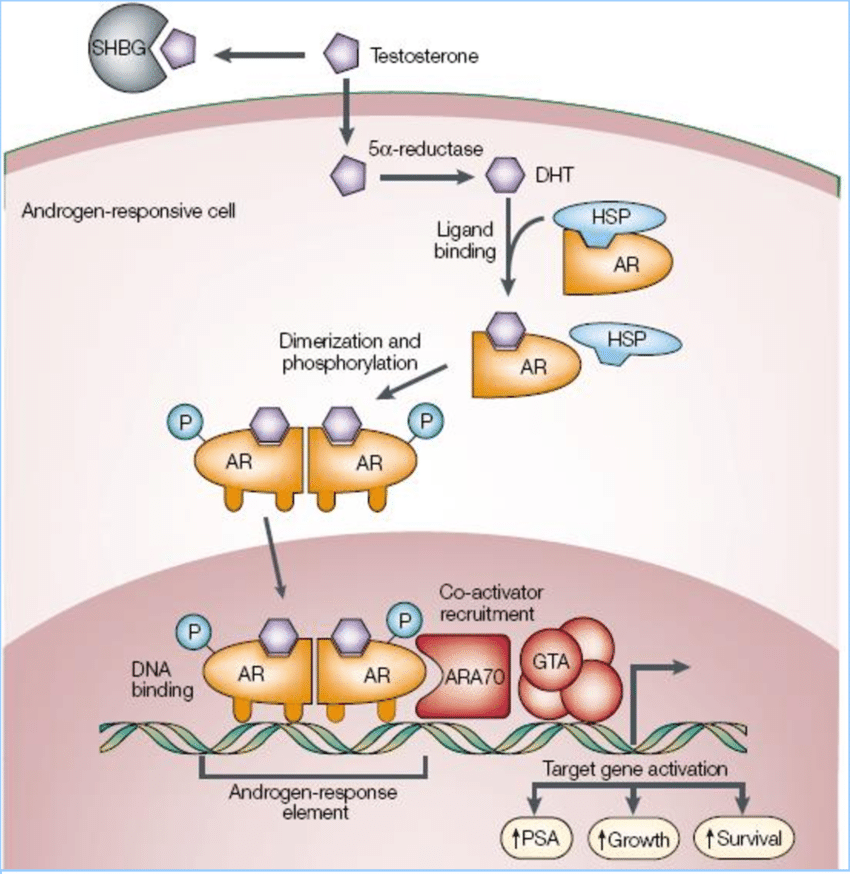 SHBG
Testosterone
5α-reductase
DHT
Androgen-responsive cell
HSP
Ligand
binding
AR
HSP
Dimerization and
phosphorylation
AR
P
P
AR
AR
Co-activator
recruitment
P
P
DNA
binding
AR
AR
ARA70
GTA
Target gene activation
Androgen-response
element
↑PSA
↑Growth
↑Survival